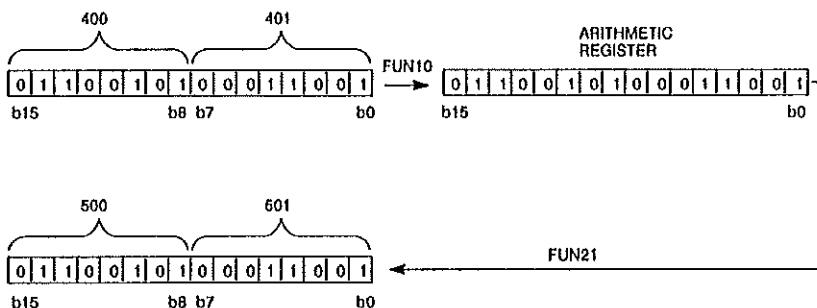 400 401
ARITHMETIC
REGISTER
0 1 1 0 0 1 0 1 0 0 0 1 1 0 0 1
FUN10
0 1 1 0 0 1 0 1 0 0 0 1 1 0 0 1
b15 b8 b7 b0
b15 b0
500 501
0 1 1 0 0 1 0 1 0 0 0 1 1 0 0 1
FUN21
b15 b8 b7 b0